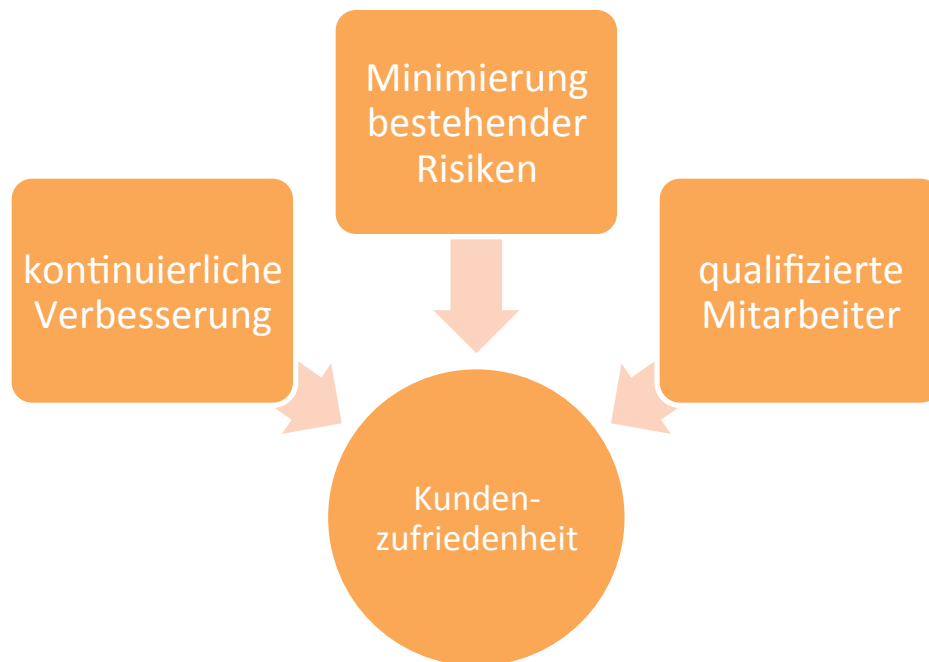 Minimierung
bestehender
Risiken
kontinuierliche
Verbesserung
qualifizierte
Mitarbeiter
Kunden-
zufriedenheit